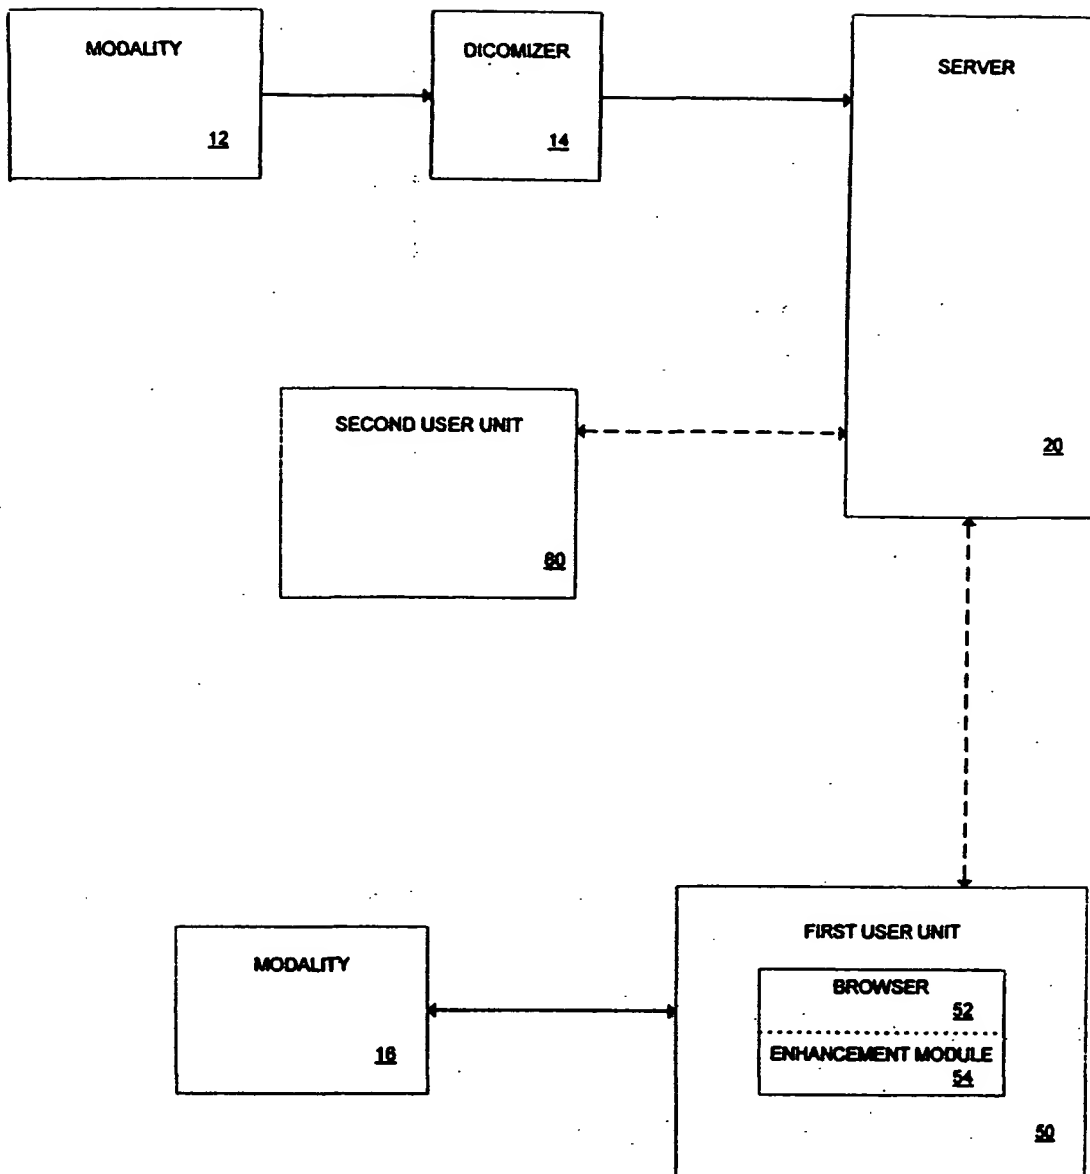 MODALITY
12
DICOMIZER
14
SERVER
20
SECOND USER UNIT
60
MODALITY
16
FIRST USER UNIT
BROWSER
52
ENHANCEMENT MODULE
54
50